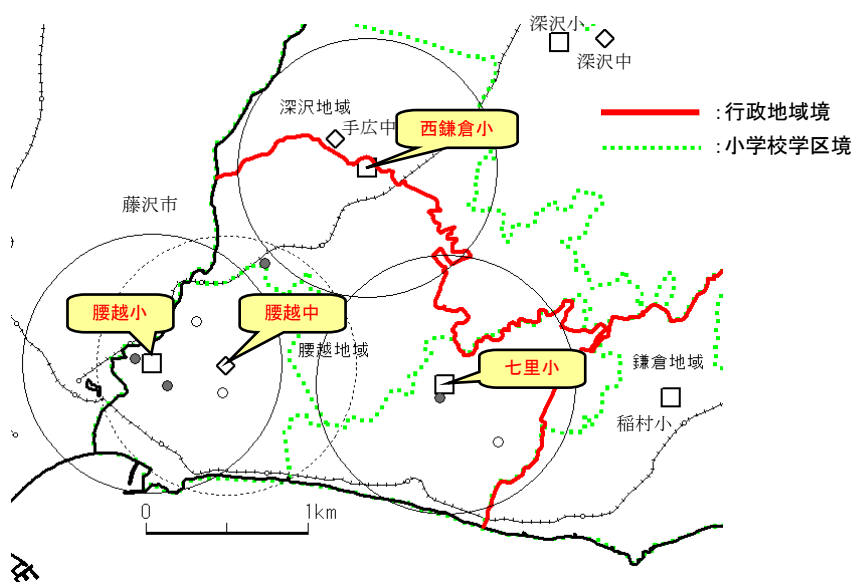 深沢小
深沢中
深沢地域
手広中
西鎌倉小
:行政地域境
:小学校学区境
藤沢市
腰越小
腰越中
腰越地域
七里小
鎌倉地域
稲村小
0
1km